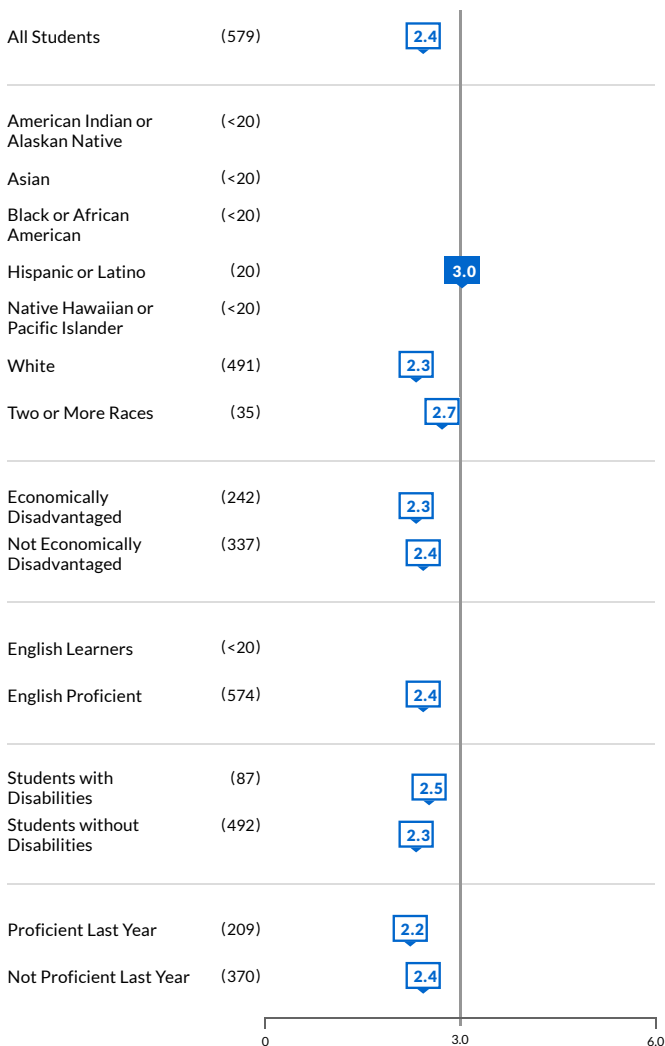 All Students (579) 2.4
American Indian or (<20)
Alaskan Native
Asian (<20)
Black or African (<20)
American
Hispanic or Latino (20) 3.0
Native Hawaiian or (<20)
Pacific Islander
White (491) 2.3
Two or More Races (35) 2.7
Economically (242) 2.3
Disadvantaged
Not Economically (337) 2.4
Disadvantaged
English Learners (<20)
English Proficient (574) 2.4
Students with (87) 2.5
Disabilities
Students without (492) 2.3
Disabilities
Proficient Last Year (209) 2.2
Not Proficient Last Year (370) 2.4
0 3.0 6.0